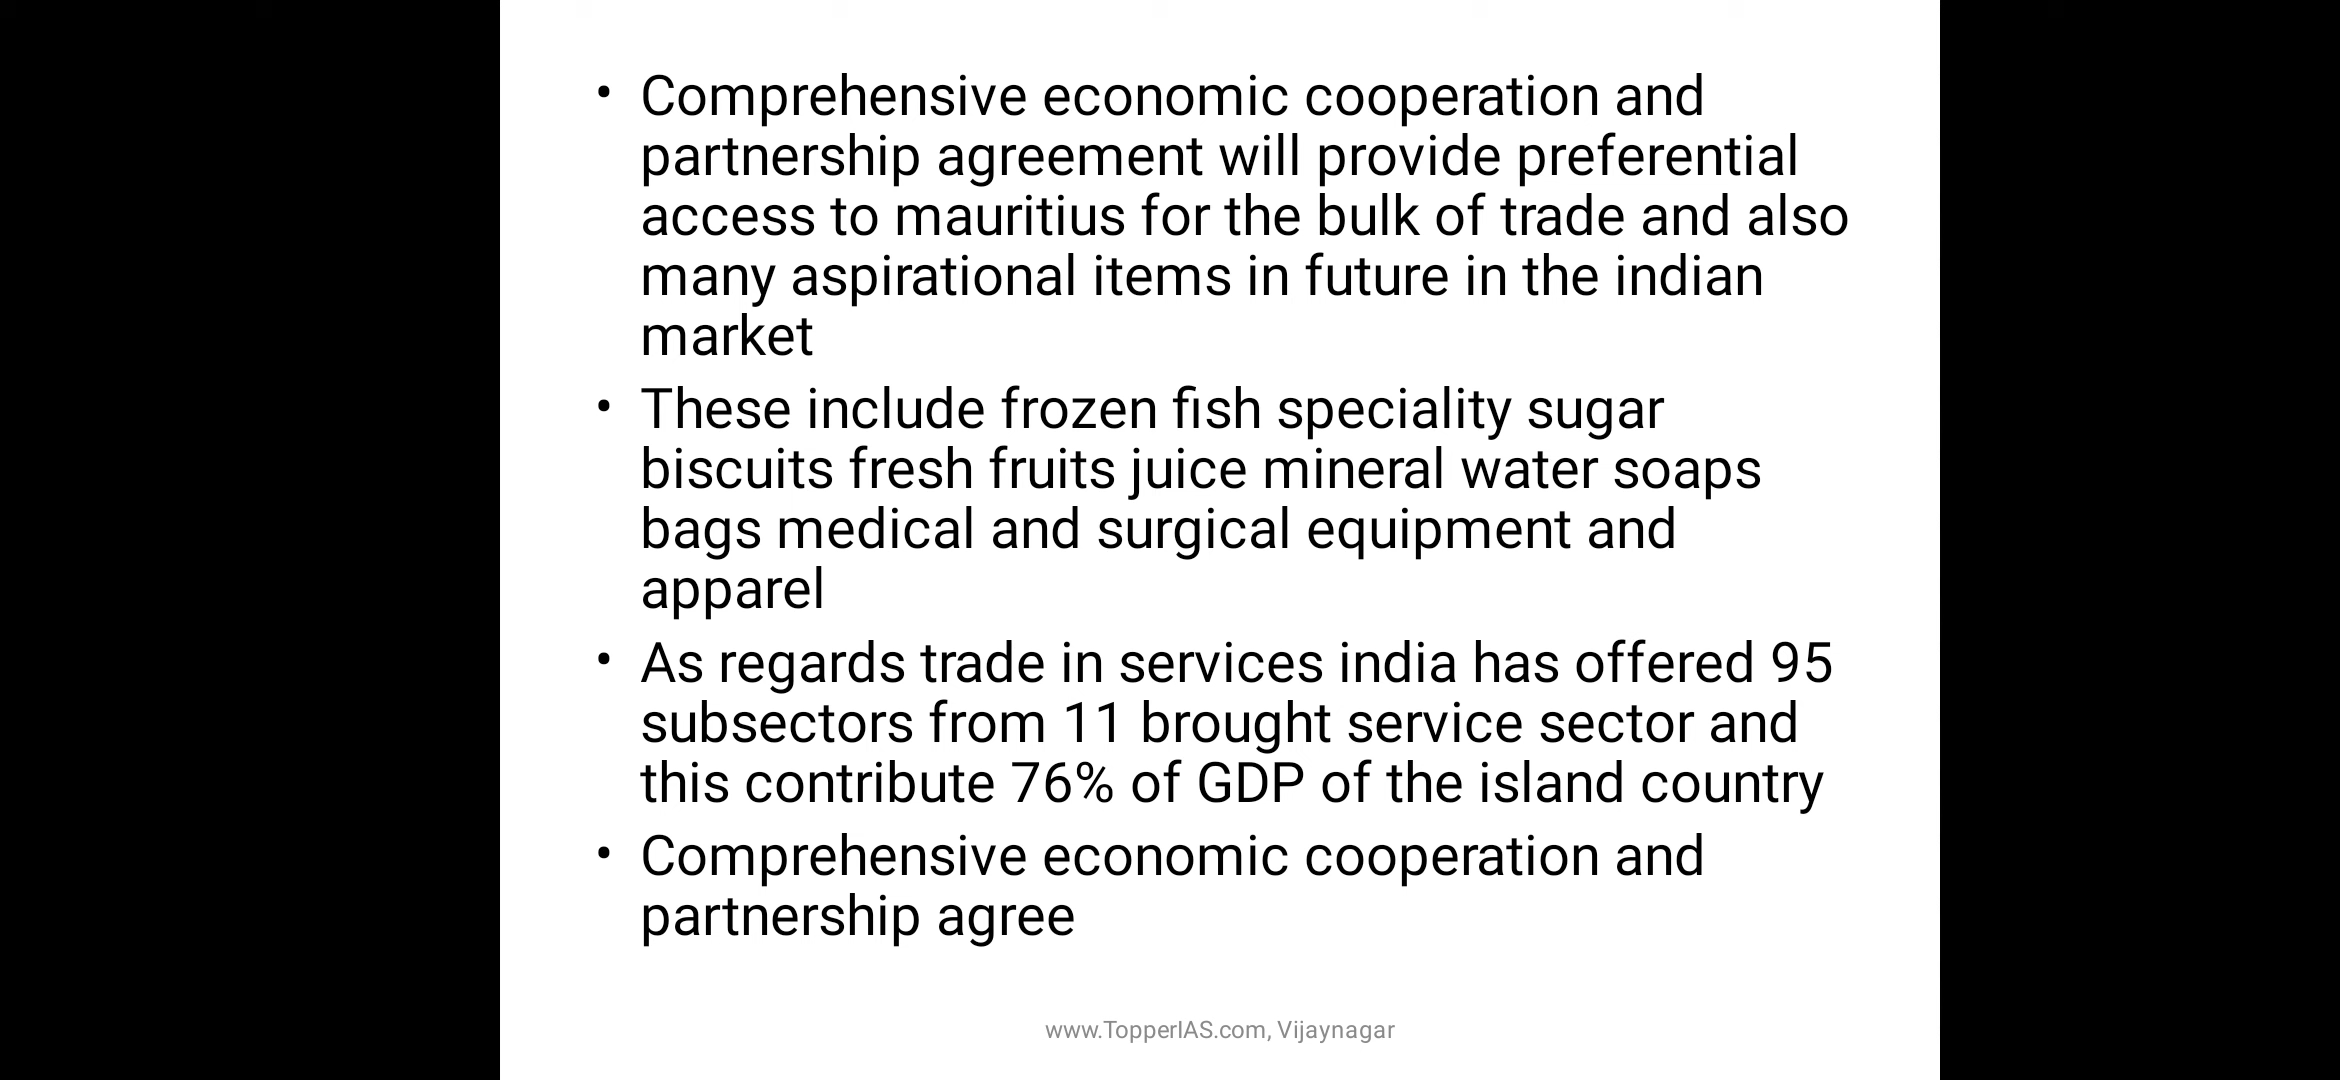 • Comprehensive economic cooperation and
partnership agreement will provide preferential
access to mauritius for the bulk of trade and also
many aspirational items in future in the indian
market
• These include frozen fish speciality sugar
biscuits fresh fruits juice mineral water soaps
bags medical and surgical equipment and
apparel
• As regards trade in services india has offered 95
subsectors from 11 brought service sector and
this contribute 76% of GDP of the island country
• Comprehensive economic cooperation and
partnership agree
www.TopperIAS.com, Vijaynagar